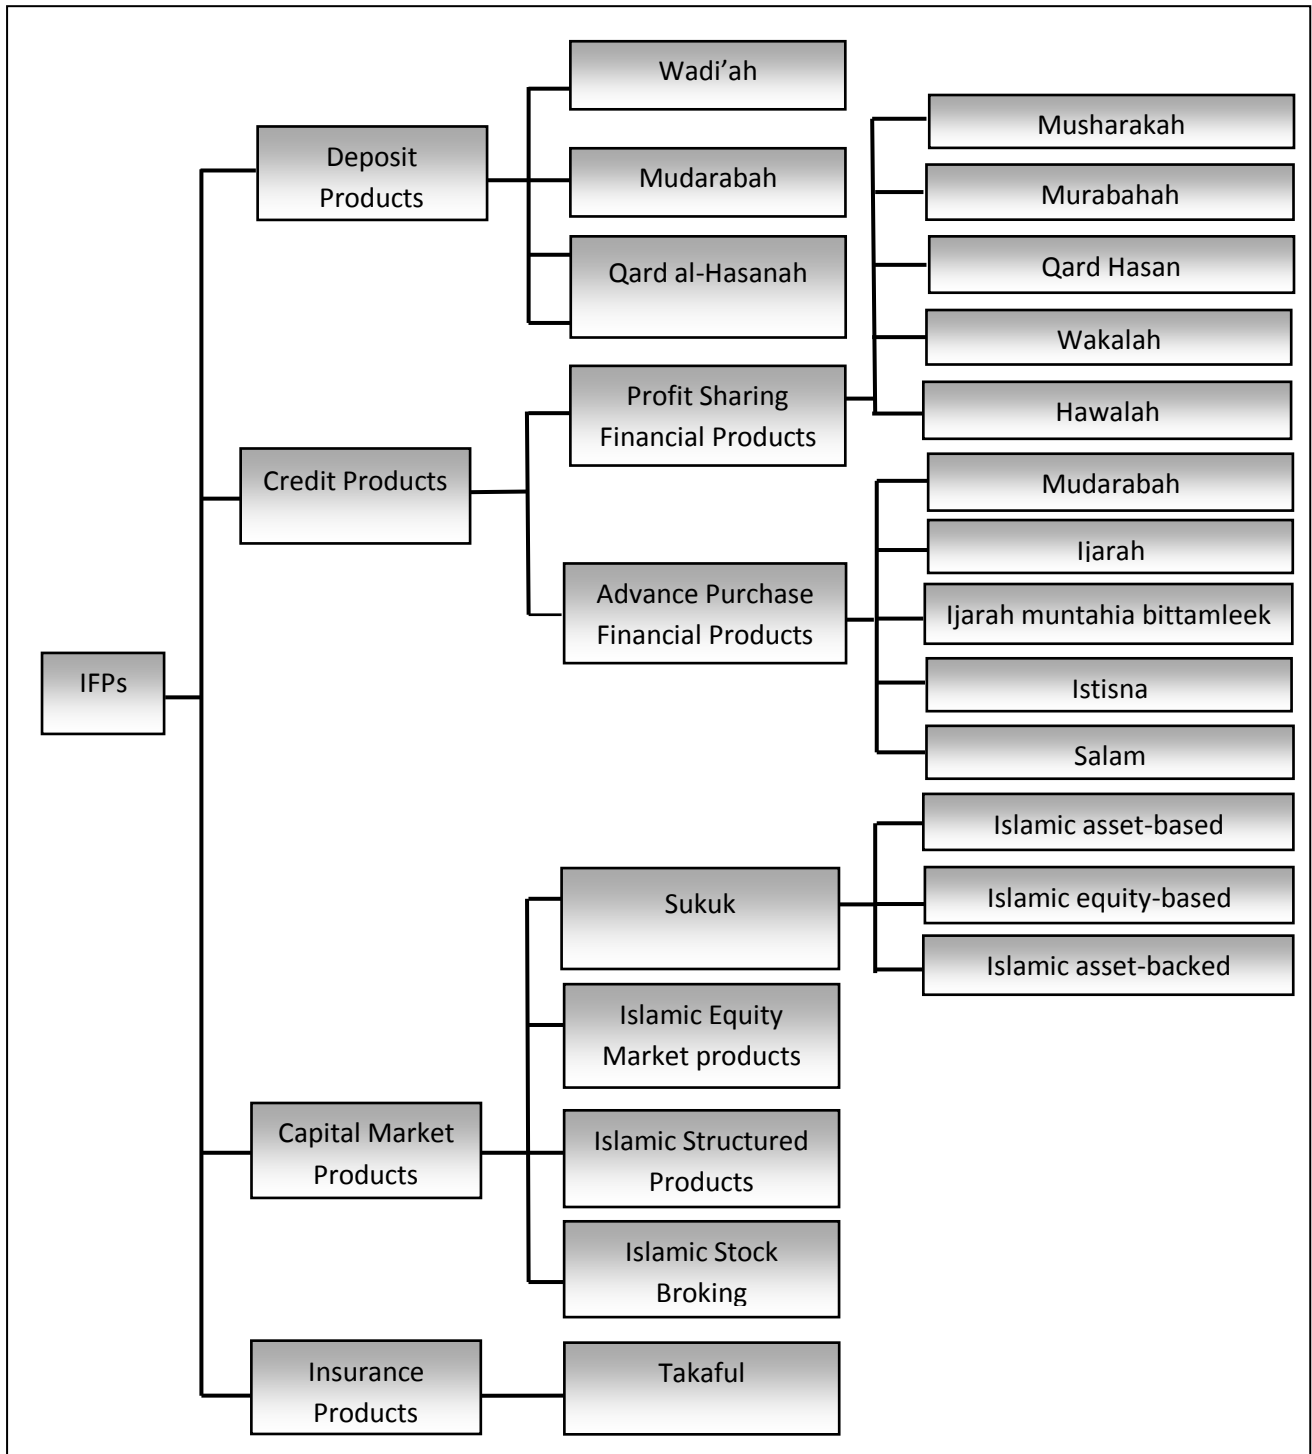 Wadi’ah
Musharakah
Deposit
Products
Mudarabah
Murabahah
Qard al-Hasanah
Qard Hasan
Wakalah
Profit Sharing
Financial Products
Hawalah
Credit Products
Mudarabah
Ijarah
Advance Purchase
Financial Products
Ijarah muntahia bittamleek
IFPs
Istisna
Salam
Islamic asset-based
Sukuk
Islamic equity-based
Islamic asset-backed
Islamic Equity
Market products
Capital Market
Products
Islamic Structured
Products
Islamic Stock
Broking
Insurance
Products
Takaful